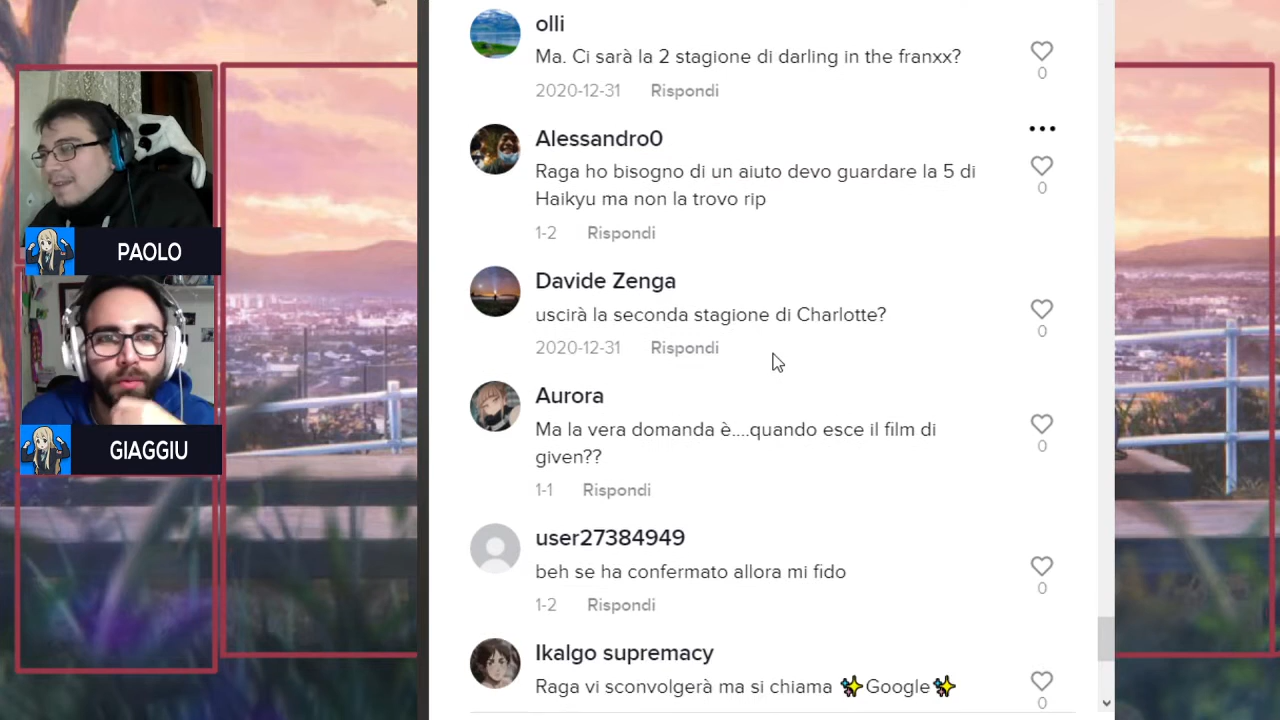 olli
Ma. Ci sarà la 2 stagione di darling in the franxx?
0
2020-12-31 Rispondi
Alessandro0
Raga ho bisogno di un aiuto devo guardare la 5 di
Haikyu ma non la trovo rip
0
1-2 Rispondi
Davide Zenga
uscirà la seconda stagione di Charlotte?
0
2020-12-31 Rispondi
Aurora
Ma la vera domanda è....quando esce il film di
given??
0
1-1 Rispondi
user27384949
beh se ha confermato allora mi fido
0
1-2 Rispondi
Ikalgo supremacy
Raga vi sconvolgerà ma si chiama ✨Google✨
0
PAOLO
GIAGGIU